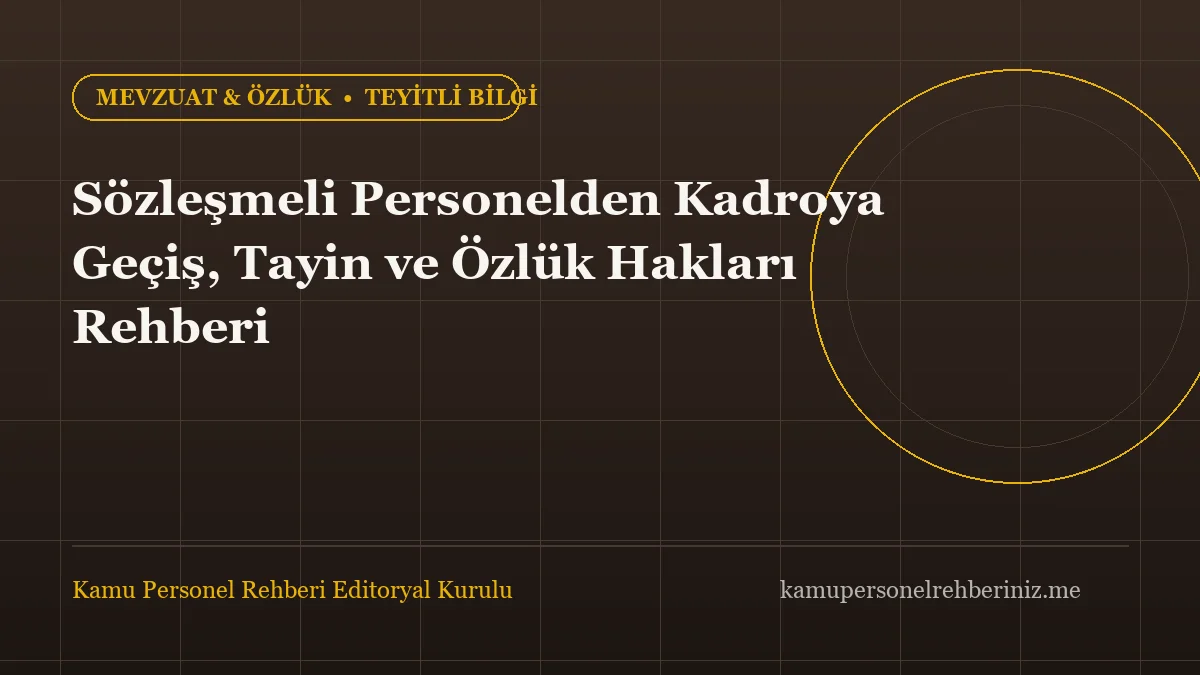 MEVZUAT & ÖZLÜK • TEYİTLİ BİLGİ
Sözleşmeli Personelden Kadroya
Geçiş, Tayin ve Özlük Hakları
Rehberi
Kamu Personel Rehberi Editoryal Kurulu
kamupersonelrehberiniz.me